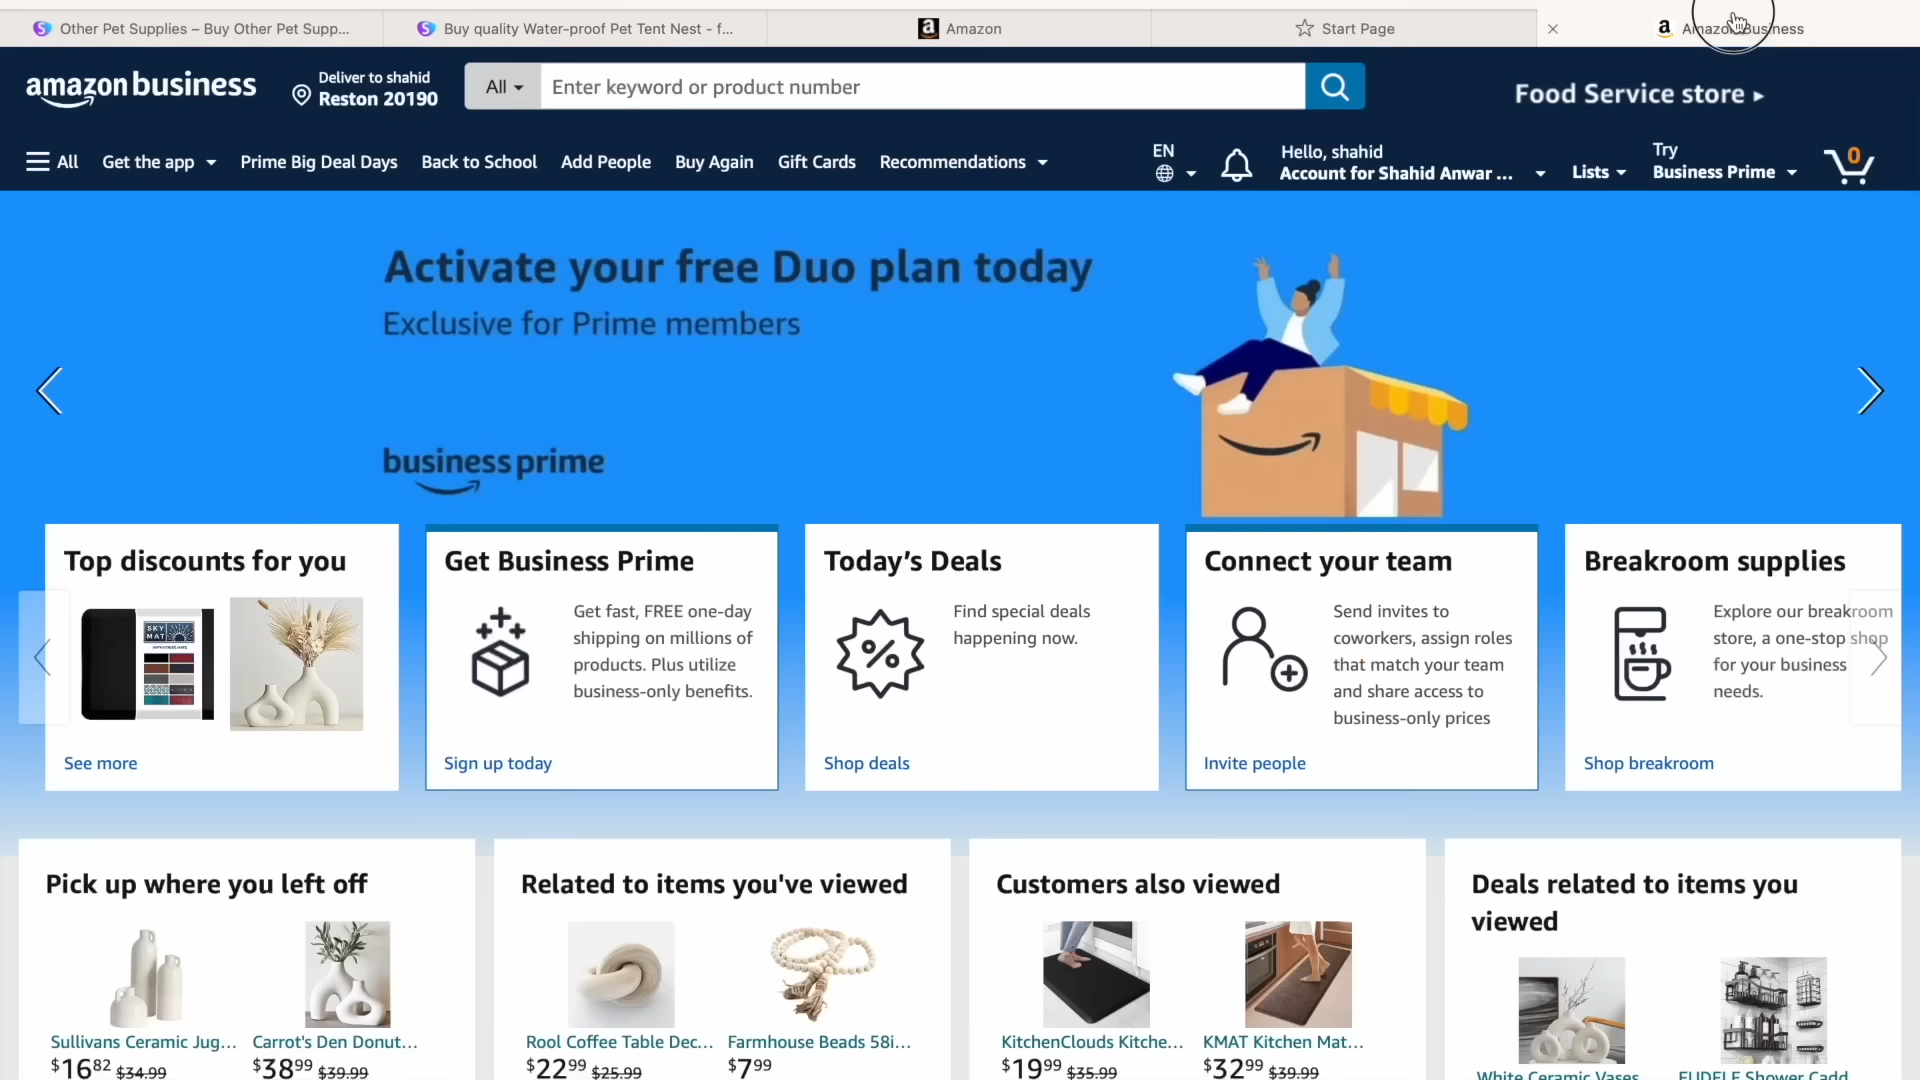 Other Pet Supplies – Buy Other Pet Supp...
Buy quality Water-proof Pet Tent Nest - f...
Amazon
Start Page
Amazon Business
amazon business
Deliver to shahid
Reston 20190
All
Enter keyword or product number
Food Service store ▸
All
Get the app
Prime Big Deal Days
Back to School
Add People
Buy Again
Gift Cards
Recommendations
EN
Hello, shahid
Account for Shahid Anwar ...
Lists
Try
Business Prime
0
Activate your free Duo plan today
Exclusive for Prime members
business prime
Top discounts for you
SKY
MAT
See more
Get Business Prime
Get fast, FREE one-day
shipping on millions of
products. Plus utilize
business-only benefits.
Sign up today
Today's Deals
Find special deals
happening now.
Shop deals
Connect your team
Send invites to
coworkers, assign roles
that match your team
and share access to
business-only prices
Invite people
Breakroom supplies
Explore our breakroom
store, a one-stop shop
for your business
needs.
Shop breakroom
Pick up where you left off
Sullivans Ceramic Jug...
$16.82 $34.99
Carrot's Den Donut...
$38.99 $39.99
Related to items you've viewed
Rool Coffee Table Dec...
$22.99 $25.99
Farmhouse Beads 58i...
$7.99
Customers also viewed
KitchenClouds Kitche...
$19.99 $35.99
KMAT Kitchen Mat...
$32.99 $39.99
Deals related to items you
viewed
White Ceramic Vases
EUDELE Shower Cadd